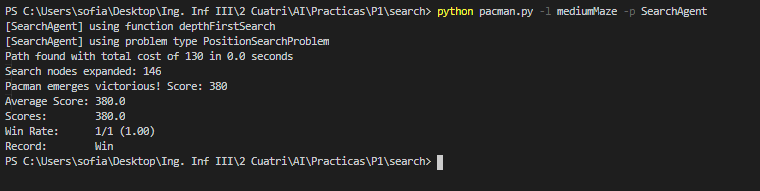 PS C:\Users\sofia\Desktop\Ing. Inf III\2 Cuatri\AI\Practicas\P1\search> python pacman.py -l mediumMaze -p SearchAgent
[SearchAgent] using function depthFirstSearch
[SearchAgent] using problem type PositionSearchProblem
Path found with total cost of 130 in 0.0 seconds
Search nodes expanded: 146
Pacman emerges victorious! Score: 380
Average Score: 380.0
Scores:        380.0
Win Rate:      1/1 (1.00)
Record:        Win
PS C:\Users\sofia\Desktop\Ing. Inf III\2 Cuatri\AI\Practicas\P1\search>